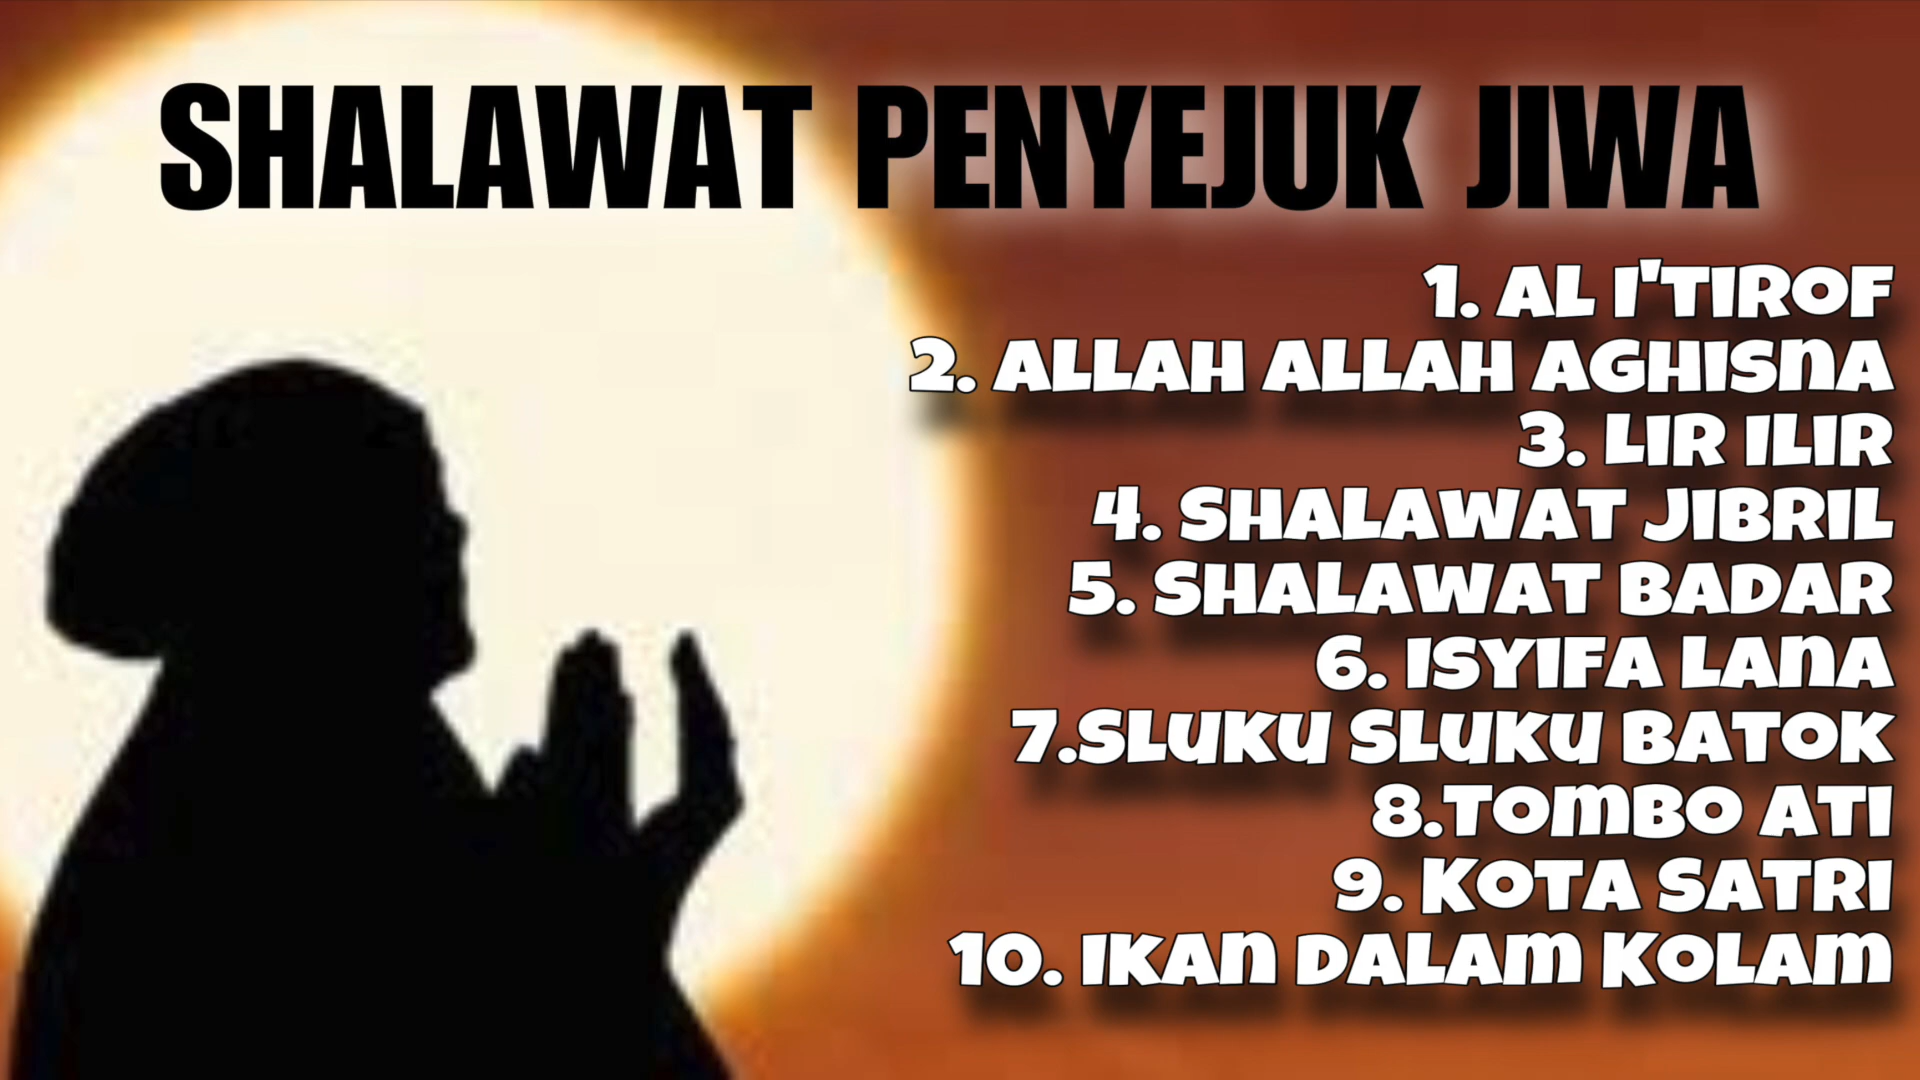 SHALAWAT PENYEJUK JIWA
1. AL I'TIROF
2. ALLAH ALLAH AGHISNA
3. LIR ILIR
4. SHALAWAT JIBRIL
5. SHALAWAT BADAR
6. ISYIFA LANA
7.SLUKU SLUKU BATOK
8.TOMBO ATI
9. KOTA SATRI
10. IKAN DALAM KOLAM